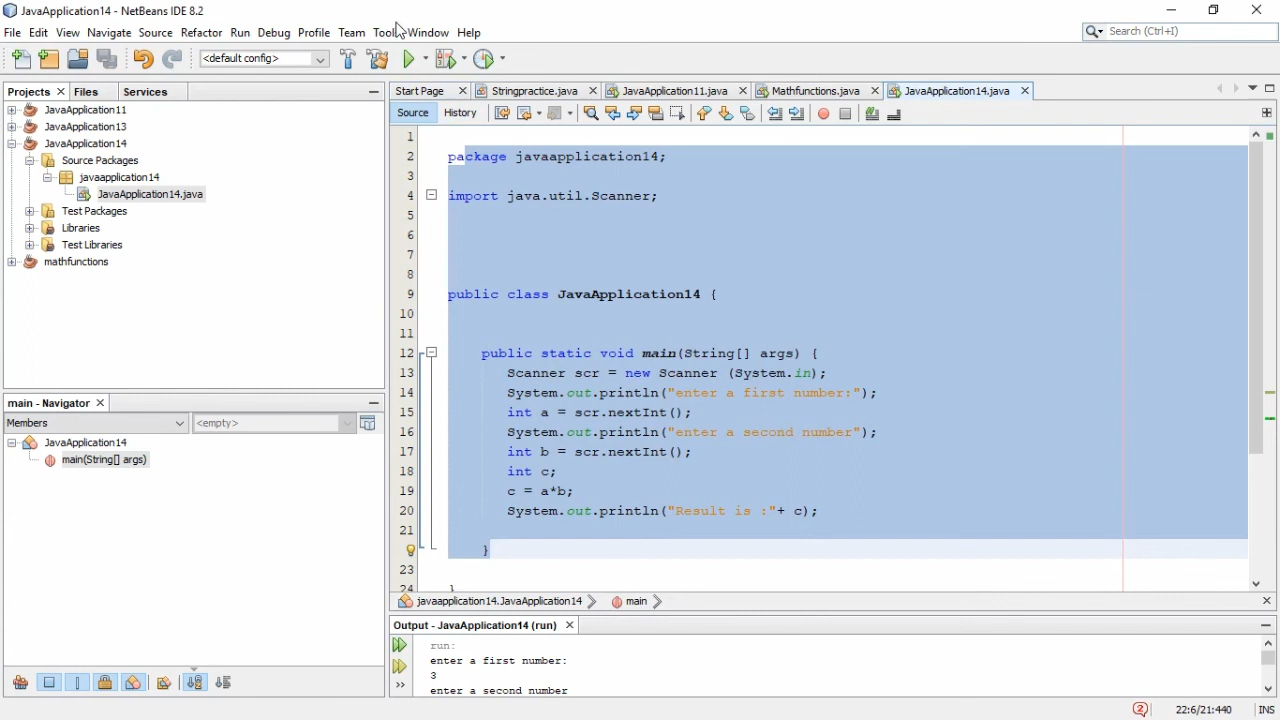 JavaApplication14 - NetBeans IDE 8.2
File Edit View Navigate Source Refactor Run Debug Profile Team Tools Window Help
Search (Ctrl+I)
<default config>
Projects Files Services
JavaApplication11
JavaApplication13
JavaApplication14
Source Packages
javaapplication14
JavaApplication14.java
Test Packages
Libraries
Test Libraries
mathfunctions
main - Navigator
Members <empty>
JavaApplication14
main(String[] args)
Start Page Stringpractice.java JavaApplication11.java Mathfunctions.java JavaApplication14.java
Source History
1
2 package javaapplication14;
3
4 import java.util.Scanner;
5
6
7
8
9 public class JavaApplication14 {
10
11
12 public static void main(String[] args) {
13 Scanner scr = new Scanner (System.in);
14 System.out.println("enter a first number:");
15 int a = scr.nextInt();
16 System.out.println("enter a second number");
17 int b = scr.nextInt();
18 int c;
19 c = a*b;
20 System.out.println("Result is :"+ c);
21
}
23
24 }
javaapplication14.JavaApplication14 main
Output - JavaApplication14 (run)
run:
enter a first number:
3
enter a second number
2 22:6/21:440 INS